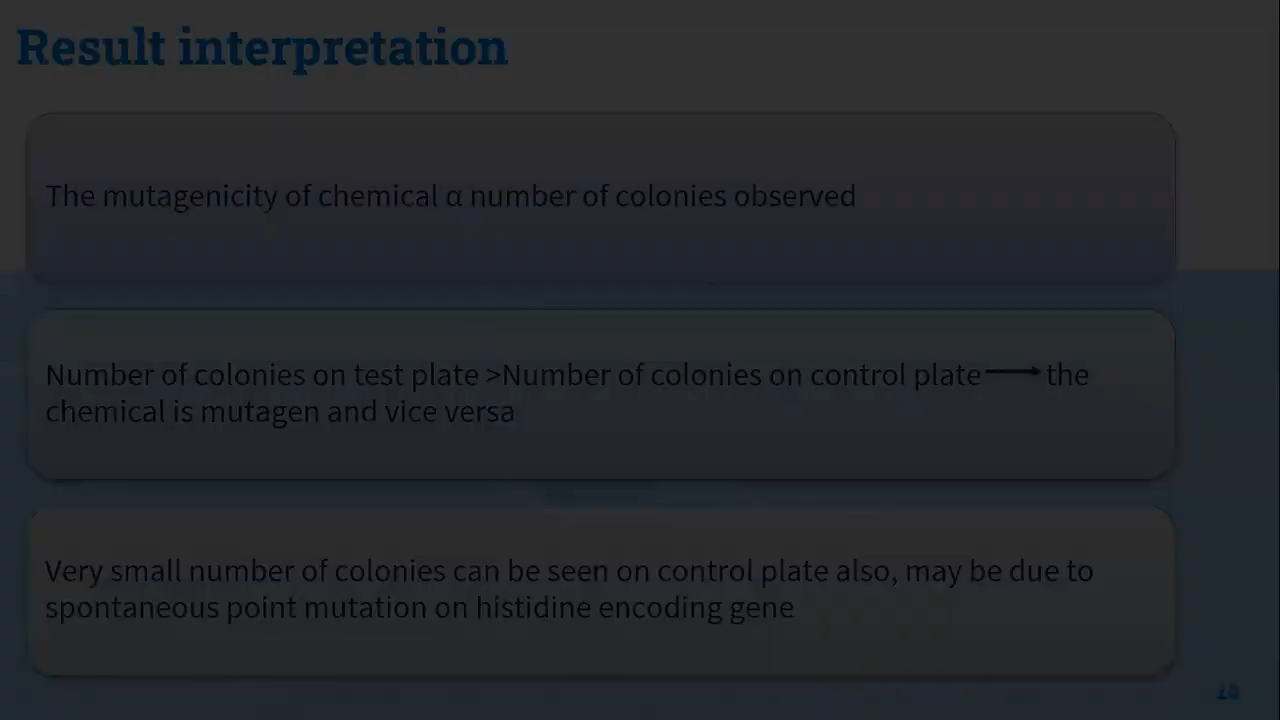 Result interpretation
The mutagenicity of chemical α number of colonies observed
Number of colonies on test plate >Number of colonies on control plate⟶the
chemical is mutagen and vice versa
Very small number of colonies can be seen on control plate also, may be due to
spontaneous point mutation on histidine encoding gene